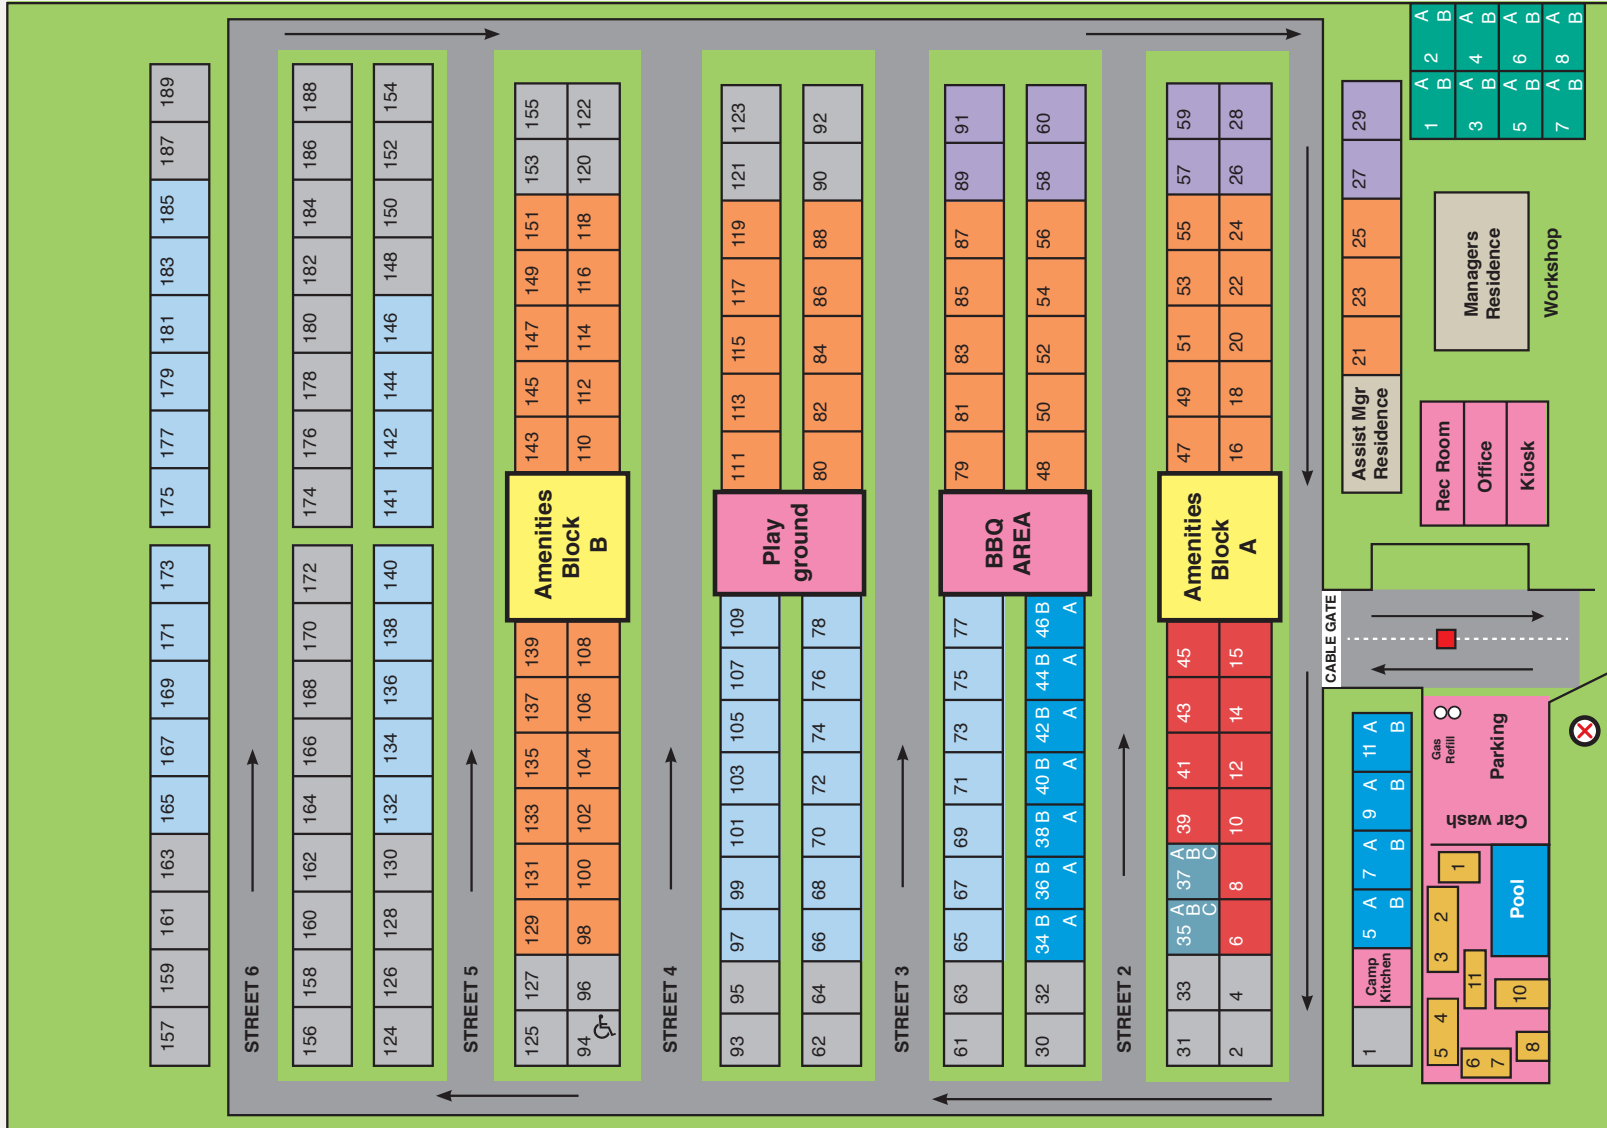 157 159 161 163 165 167 169 171 173 175 177 179 181 183 185 187 189
STREET 6
156 158 160 162 164 166 168 170 172 174 176 178 180 182 184 186 188
124 126 128 130 132 134 136 138 140 141 142 144 146 148 150 152 154
STREET 5
125 127 129 131 133 135 137 139
Amenities
Block
B
143 145 147 149 151 153 155
94 96 98 100 102 104 106 108
110 112 114 116 118 120 122
STREET 4
93 95 97 99 101 103 105 107 109
Play
ground
111 113 115 117 119 121 123
62 64 66 68 70 72 74 76 78
80 82 84 86 88 90 92
STREET 3
61 63 65 67 69 71 73 75 77
BBQ
AREA
79 81 83 85 87 89 91
30 32 34 B 36 B 38 B 40 B 42 B 44 B 46 B
A A A A A A A
48 50 52 54 56 58 60
STREET 2
31 33 35 A B C 37 A B C 39 41 43 45
Amenities
Block
A
47 49 51 53 55 57 59
2 4 6 8 10 12 14 15
16 18 20 22 24 26 28
CABLE GATE
1
Camp
Kitchen
5 A 7 A 9 A 11 A
B B B B
Assist Mgr
Residence
21 23 25 27 29
Gas
Refill
Parking
Car wash
Pool
5 4 3 2 1
6
7
11
8 10
Rec Room
Office
Kiosk
Managers
Residence
Workshop
1 A B 2 A B
3 A B 4 A B
5 A B 6 A B
7 A B 8 A B